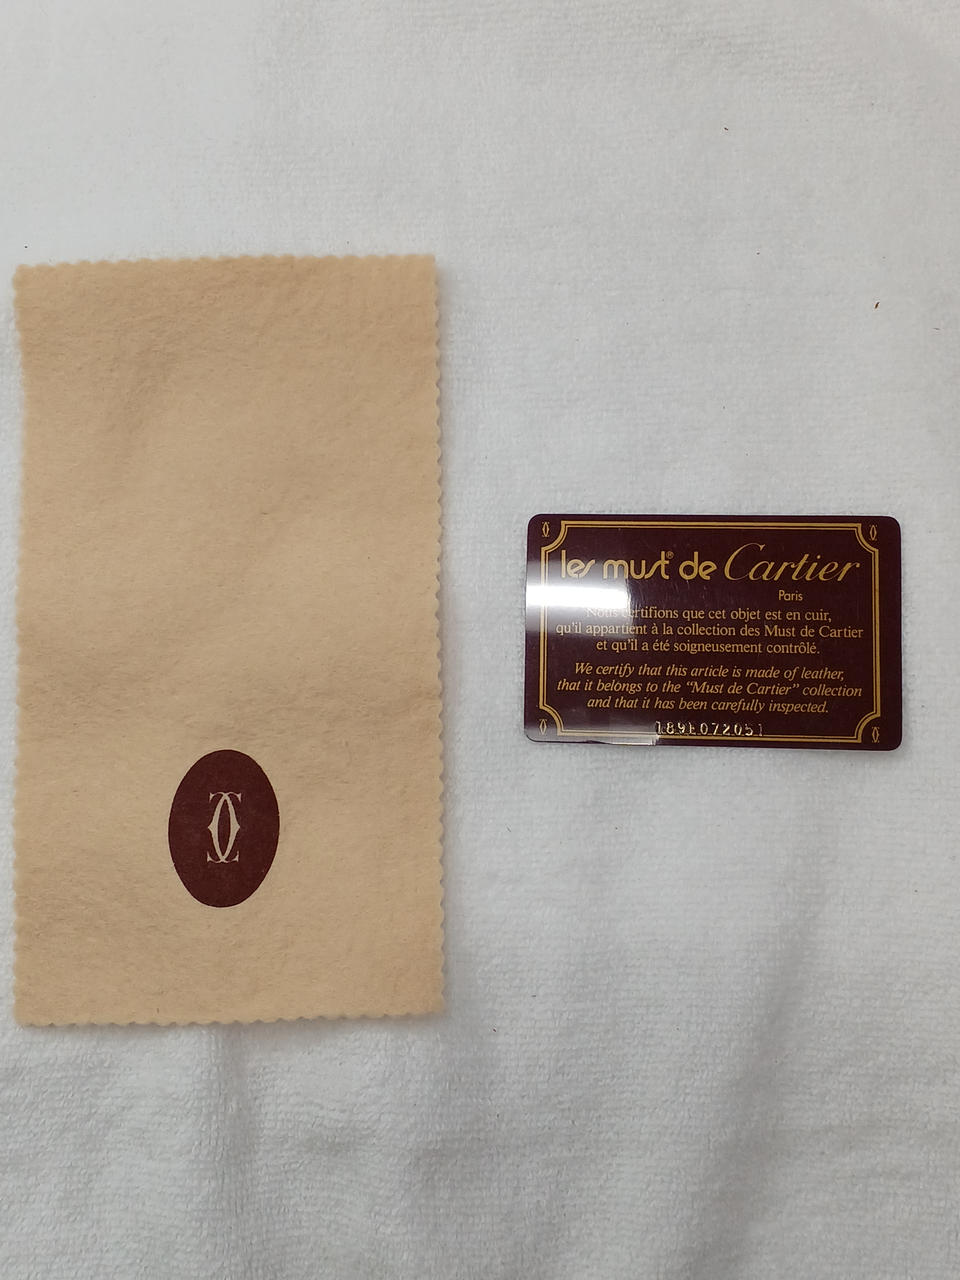 les must® de Cartier
Paris
Nous certifions que cet objet est en cuir,
qu'il appartient à la collection des Must de Cartier
et qu'il a été soigneusement contrôlé.
We certify that this article is made of leather,
that it belongs to the "Must de Cartier" collection
and that it has been carefully inspected.